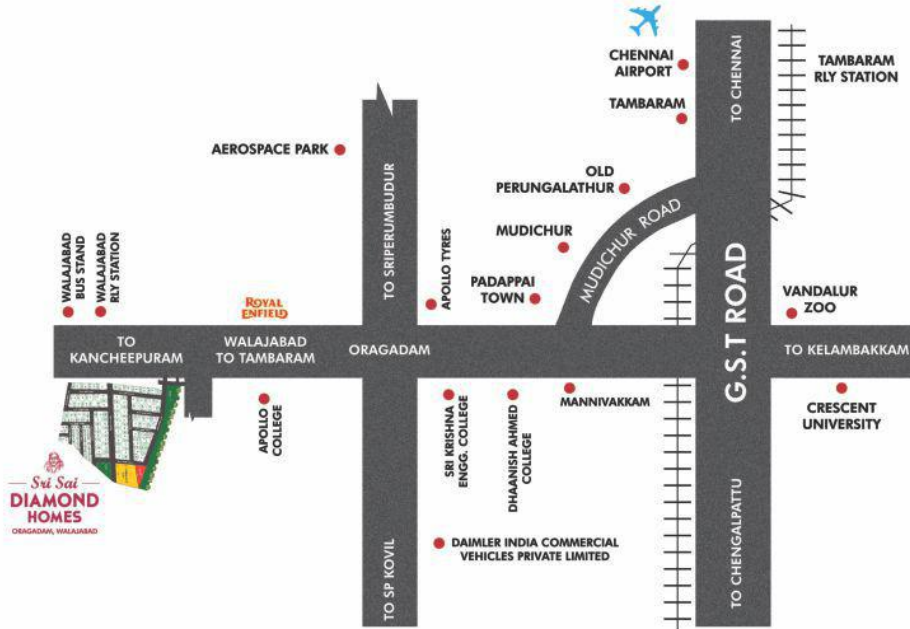 CHENNAI
AIRPORT
TO CHENNAI
TAMBARAM
RLY STATION
TAMBARAM
AEROSPACE PARK
OLD
PERUNGALATHUR
TO SRIPERUMBUDUR
MUDICHUR ROAD
MUDICHUR
WALAJABAD
BUS STAND
WALAJABAD
RLY STATION
ROYAL
ENFIELD
APOLLO TYRES
PADAPPAI
TOWN
G.S.T ROAD
VANDALUR
ZOO
TO
KANCHEEPURAM
WALAJABAD
TO TAMBARAM
ORAGADAM
TO KELAMBAKKAM
APOLLO
COLLEGE
SRI KRISHNA
ENGG. COLLEGE
DHAANISH AHMED
COLLEGE
MANNIVAKKAM
CRESCENT
UNIVERSITY
Sri Sai
DIAMOND
HOMES
ORAGADAM, WALAJABAD
TO SP KOVIL
DAIMLER INDIA COMMERCIAL
VEHICLES PRIVATE LIMITED
TO CHENGALPATTU